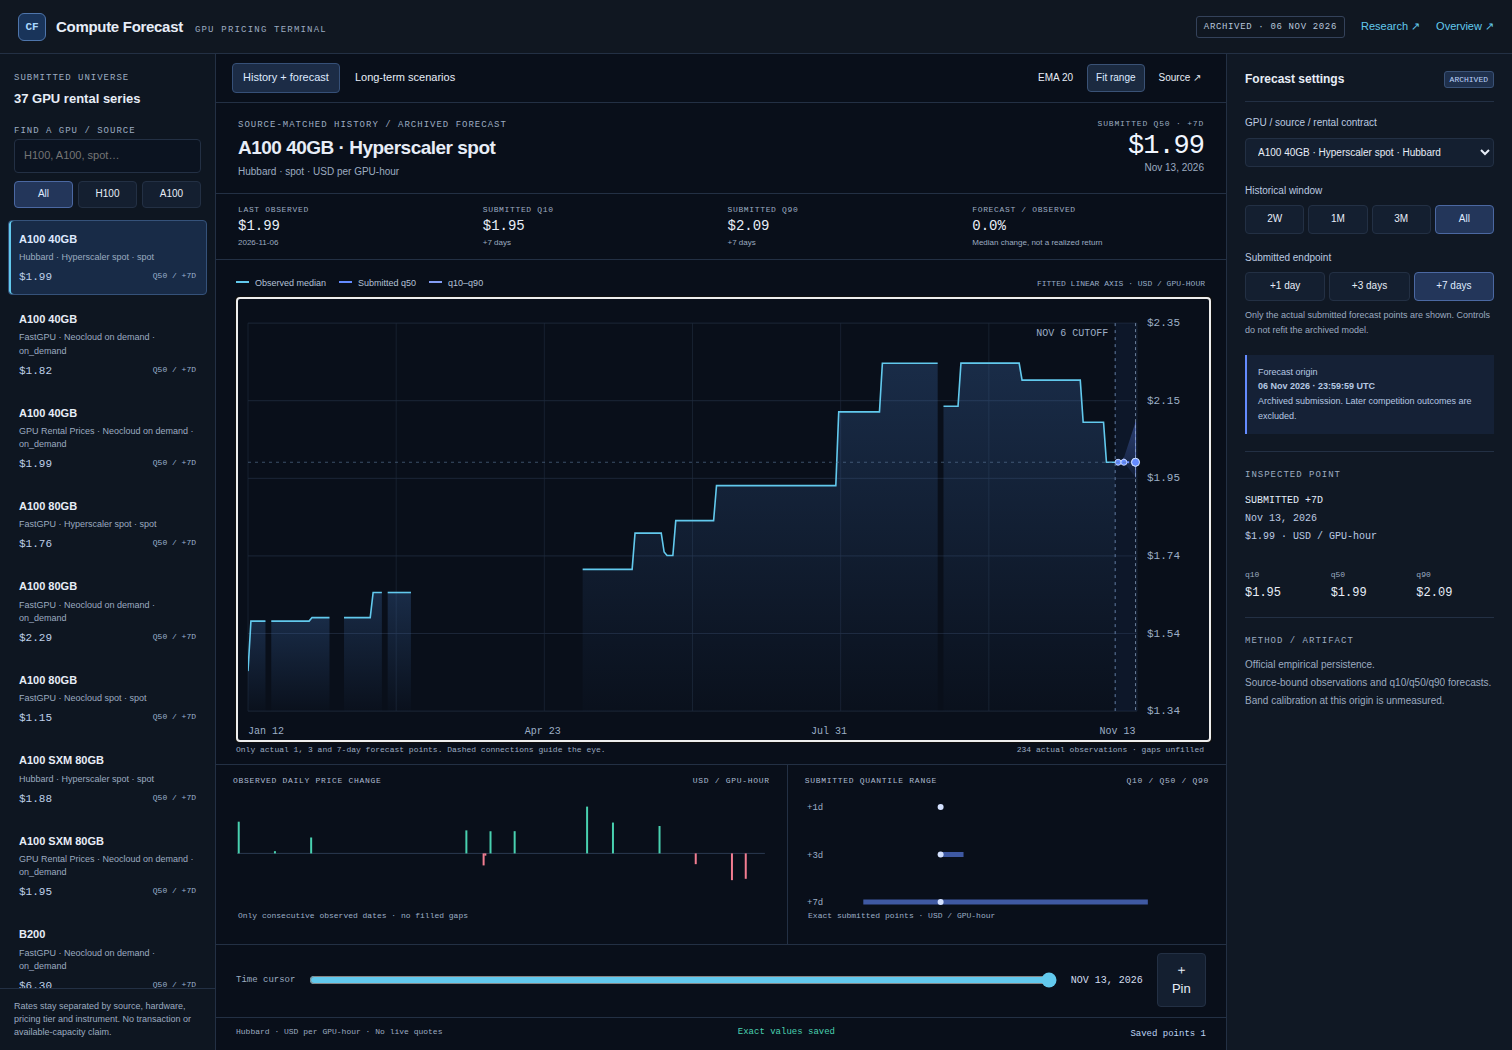 CF
Compute Forecast
GPU PRICING TERMINAL
ARCHIVED · 06 NOV 2026
Research ↗
Overview ↗
SUBMITTED UNIVERSE
37 GPU rental series
FIND A GPU / SOURCE
H100, A100, spot…
All
H100
A100
A100 40GB
Hubbard · Hyperscaler spot · spot
$1.99
Q50 / +7D
A100 40GB
FastGPU · Neocloud on demand ·
on_demand
$1.82
Q50 / +7D
A100 40GB
GPU Rental Prices · Neocloud on demand ·
on_demand
$1.99
Q50 / +7D
A100 80GB
FastGPU · Hyperscaler spot · spot
$1.76
Q50 / +7D
A100 80GB
FastGPU · Neocloud on demand ·
on_demand
$2.29
Q50 / +7D
A100 80GB
FastGPU · Neocloud spot · spot
$1.15
Q50 / +7D
A100 SXM 80GB
Hubbard · Hyperscaler spot · spot
$1.88
Q50 / +7D
A100 SXM 80GB
GPU Rental Prices · Neocloud on demand ·
on_demand
$1.95
Q50 / +7D
B200
FastGPU · Neocloud on demand ·
on_demand
$6.30
Q50 / +7D
Rates stay separated by source, hardware,
pricing tier and instrument. No transaction or
available-capacity claim.
History + forecast
Long-term scenarios
EMA 20
Fit range
Source ↗
SOURCE-MATCHED HISTORY / ARCHIVED FORECAST
A100 40GB · Hyperscaler spot
Hubbard · spot · USD per GPU-hour
SUBMITTED Q50 · +7D
$1.99
Nov 13, 2026
LAST OBSERVED
$1.99
2026-11-06
SUBMITTED Q10
$1.95
+7 days
SUBMITTED Q90
$2.09
+7 days
FORECAST / OBSERVED
0.0%
Median change, not a realized return
Observed median
Submitted q50
q10–q90
FITTED LINEAR AXIS · USD / GPU-HOUR
NOV 6 CUTOFF
$2.35
$2.15
$1.95
$1.74
$1.54
$1.34
Jan 12
Apr 23
Jul 31
Nov 13
Only actual 1, 3 and 7-day forecast points. Dashed connections guide the eye.
234 actual observations · gaps unfilled
OBSERVED DAILY PRICE CHANGE
USD / GPU-HOUR
Only consecutive observed dates · no filled gaps
SUBMITTED QUANTILE RANGE
Q10 / Q50 / Q90
+1d
+3d
+7d
Exact submitted points · USD / GPU-hour
Time cursor
NOV 13, 2026
+
Pin
Hubbard · USD per GPU-hour · No live quotes
Exact values saved
Saved points 1
Forecast settings
ARCHIVED
GPU / source / rental contract
A100 40GB · Hyperscaler spot · Hubbard
Historical window
2W
1M
3M
All
Submitted endpoint
+1 day
+3 days
+7 days
Only the actual submitted forecast points are shown. Controls
do not refit the archived model.
Forecast origin
06 Nov 2026 · 23:59:59 UTC
Archived submission. Later competition outcomes are
excluded.
INSPECTED POINT
SUBMITTED +7D
Nov 13, 2026
$1.99 · USD / GPU-hour
q10
q50
q90
$1.95
$1.99
$2.09
METHOD / ARTIFACT
Official empirical persistence.
Source-bound observations and q10/q50/q90 forecasts.
Band calibration at this origin is unmeasured.